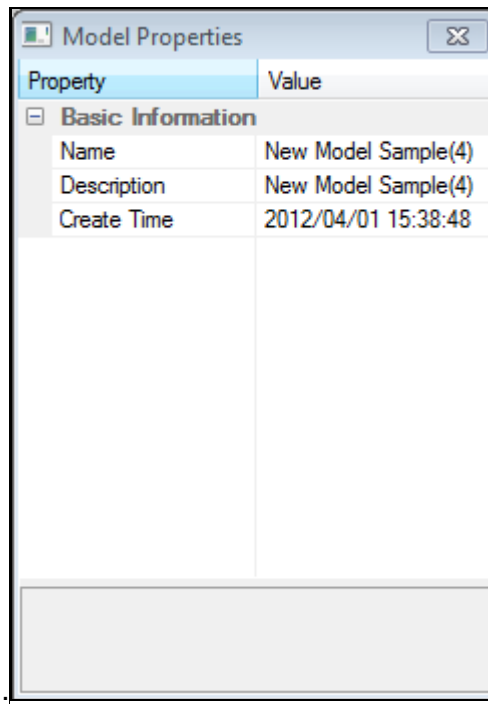 Model Properties
Property Value
Basic Information
Name New Model Sample(4)
Description New Model Sample(4)
Create Time 2012/04/01 15:38:48
.